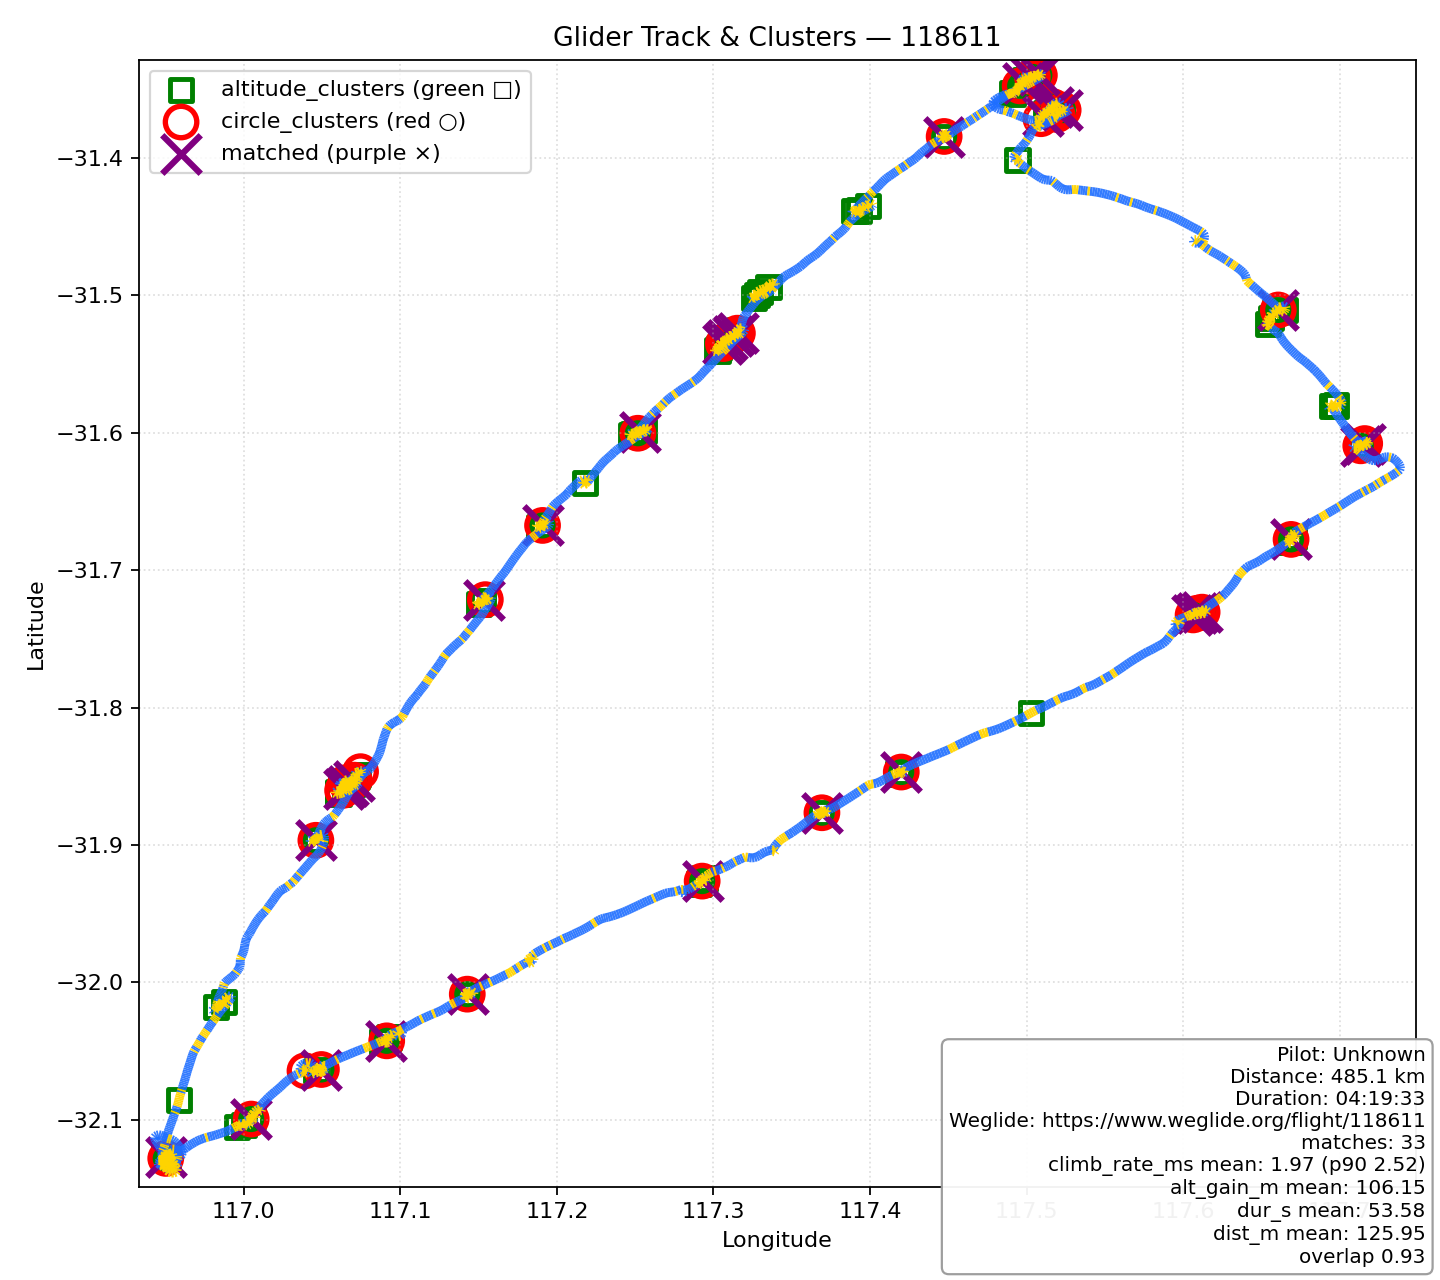 Glider Track & Clusters — 118611
altitude_clusters (green □)
circle_clusters (red ○)
matched (purple ×)
−31.4
−31.5
−31.6
−31.7
−31.8
−31.9
−32.0
−32.1
Latitude
117.0
117.1
117.2
117.3
117.4
117.5
117.6
Longitude
Pilot: Unknown
Distance: 485.1 km
Duration: 04:19:33
Weglide: https://www.weglide.org/flight/118611
matches: 33
climb_rate_ms mean: 1.97 (p90 2.52)
alt_gain_m mean: 106.15
dur_s mean: 53.58
dist_m mean: 125.95
overlap 0.93